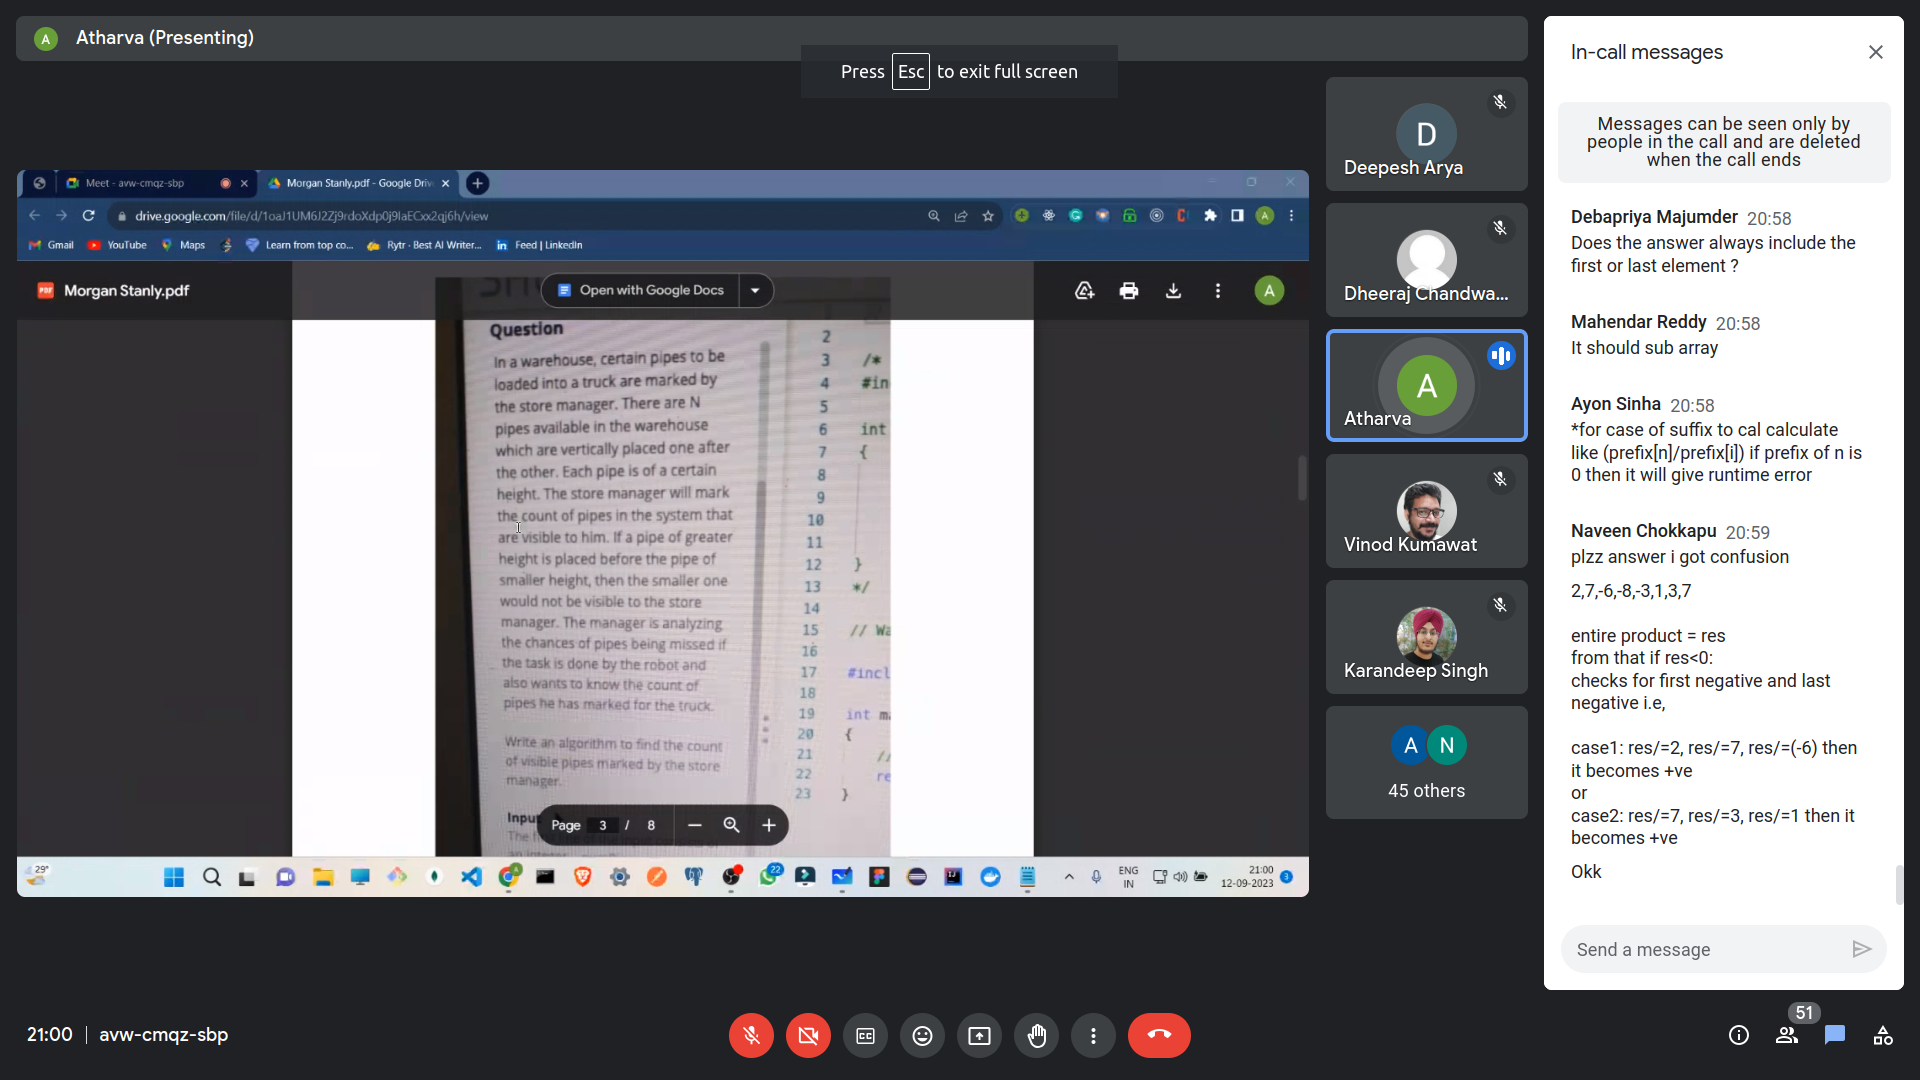 A Atharva (Presenting)
Press Esc to exit full screen
Meet - avw-cmqz-sbp
Morgan Stanly.pdf - Google Driv
drive.google.com/file/d/1oaJ1UM6J2Zj9rdoXdp0j9IaECxx2qj6h/view
Gmail YouTube Maps Learn from top co... Rytr - Best AI Writer... Feed | LinkedIn
PDF Morgan Stanly.pdf
Open with Google Docs
A
Question
In a warehouse, certain pipes to be
loaded into a truck are marked by
the store manager. There are N
pipes available in the warehouse
which are vertically placed one after
the other. Each pipe is of a certain
height. The store manager will mark
the count of pipes in the system that
are visible to him. If a pipe of greater
height is placed before the pipe of
smaller height, then the smaller one
would not be visible to the store
manager. The manager is analyzing
the chances of pipes being missed if
the task is done by the robot and
also wants to know the count of
pipes he has marked for the truck.
Write an algorithm to find the count
of visible pipes marked by the store
manager.
Input
2
3 /*
4 #in
5
6 int
7 {
8
9
10
11
12 }
13 */
14
15 // Wa
16
17 #incl
18
19 int ma
20 {
21 //
22 re
23 }
Page 3 / 8
29°
22
ENG
IN
21:00
12-09-2023
3
D
Deepesh Arya
Dheeraj Chandwa...
A
Atharva
Vinod Kumawat
Karandeep Singh
A N
45 others
In-call messages
Messages can be seen only by
people in the call and are deleted
when the call ends
Debapriya Majumder 20:58
Does the answer always include the
first or last element ?
Mahendar Reddy 20:58
It should sub array
Ayon Sinha 20:58
*for case of suffix to cal calculate
like (prefix[n]/prefix[i]) if prefix of n is
0 then it will give runtime error
Naveen Chokkapu 20:59
plzz answer i got confusion
2,7,-6,-8,-3,1,3,7
entire product = res
from that if res<0:
checks for first negative and last
negative i.e,
case1: res/=2, res/=7, res/=(-6) then
it becomes +ve
or
case2: res/=7, res/=3, res/=1 then it
becomes +ve
Okk
Send a message
21:00 | avw-cmqz-sbp
51